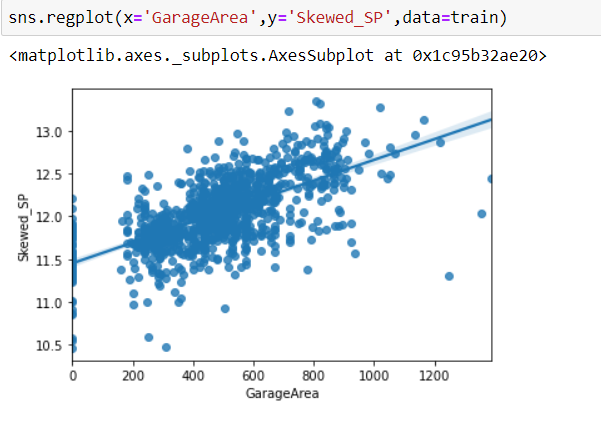 sns.regplot(x='GarageArea',y='Skewed_SP',data=train)
<matplotlib.axes._subplots.AxesSubplot at 0x1c95b32ae20>
13.0
12.5
12.0
11.5
11.0
10.5
Skewed_SP
0 200 400 600 800 1000 1200
GarageArea